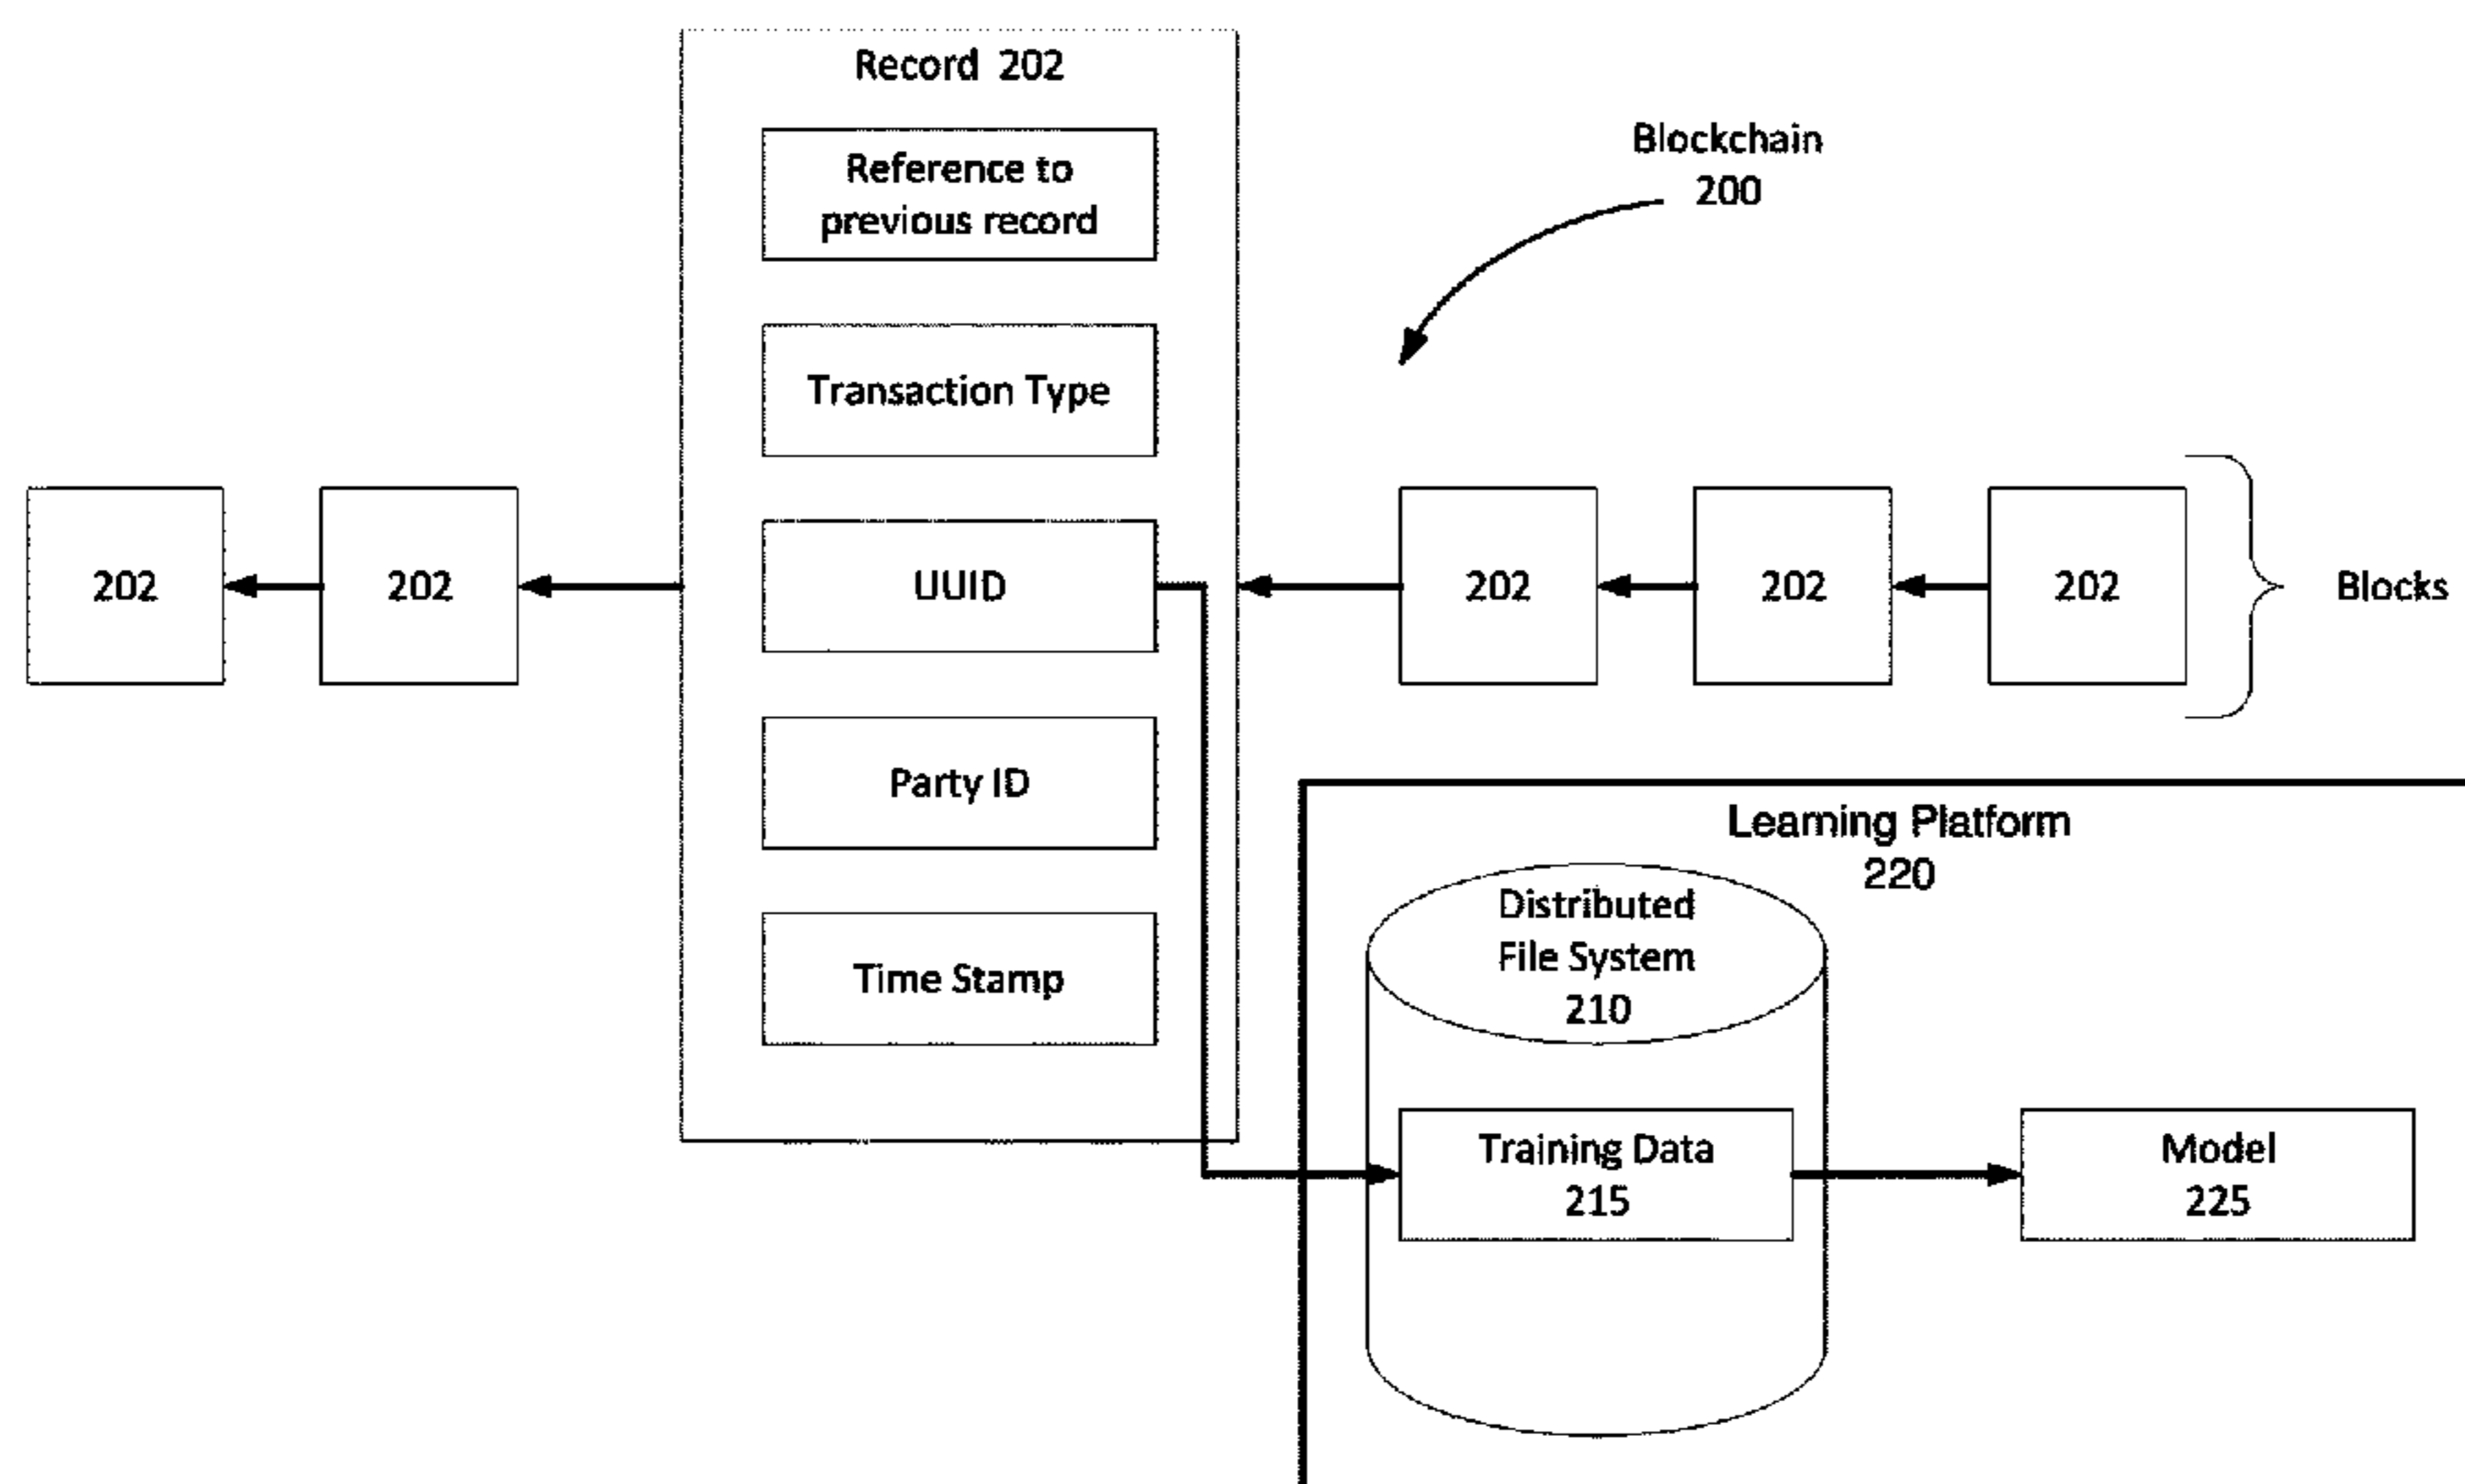 Record 202
Reference to
previous record
Blockchain
200
Transaction Type
202
202
UUID
202
202
202
Blocks
Party ID
Time Stamp
Learning Platform
220
Distributed
File System
210
Training Data
215
Model
225